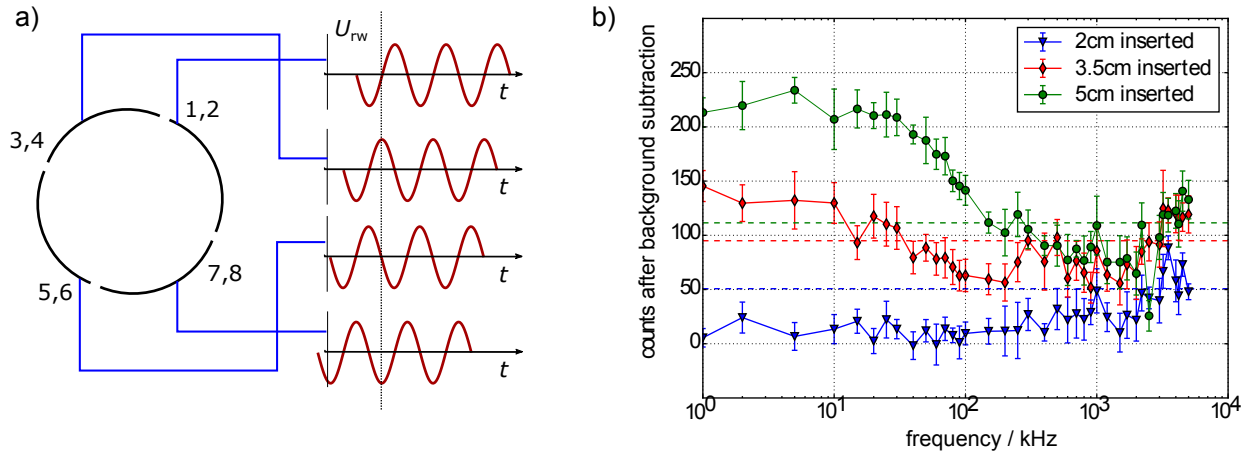 a)
U_rw
t
1,2
3,4
t
t
7,8
5,6
t
b)
counts after background subtraction
250
200
150
100
50
0
2cm inserted
3.5cm inserted
5cm inserted
10^0
10^1
10^2
10^3
10^4
frequency / kHz